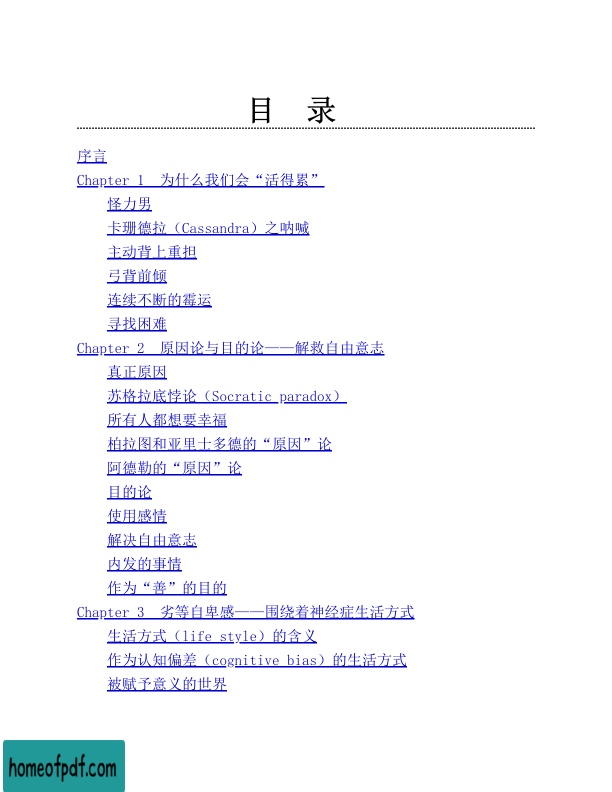 目 录
序言
Chapter 1 为什么我们会“活得累”
怪力男
卡珊德拉（Cassandra）之呐喊
主动背上重担
弓背前倾
连续不断的霉运
寻找困难
Chapter 2 原因论与目的论——解救自由意志
真正原因
苏格拉底悖论（Socratic paradox）
所有人都想要幸福
柏拉图和亚里士多德的“原因”论
阿德勒的“原因”论
目的论
使用感情
解决自由意志
内发的事情
作为“善”的目的
Chapter 3 劣等自卑感——围绕着神经症生活方式
生活方式（life style）的含义
作为认知偏差（cognitive bias）的生活方式
被赋予意义的世界
homeofpdf.com